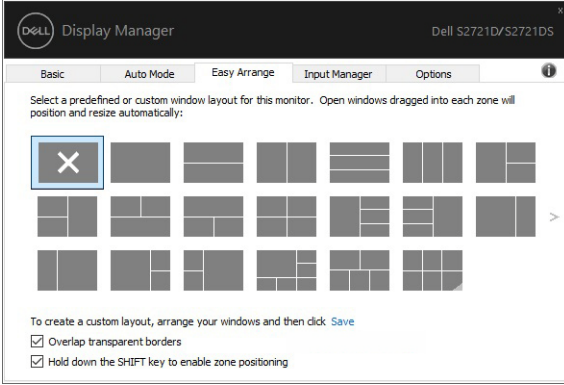 DELL Display Manager
Dell S2721D/S2721DS
Basic Auto Mode Easy Arrange Input Manager Options
Select a predefined or custom window layout for this monitor. Open windows dragged into each zone will
position and resize automatically:
To create a custom layout, arrange your windows and then click Save
Overlap transparent borders
Hold down the SHIFT key to enable zone positioning